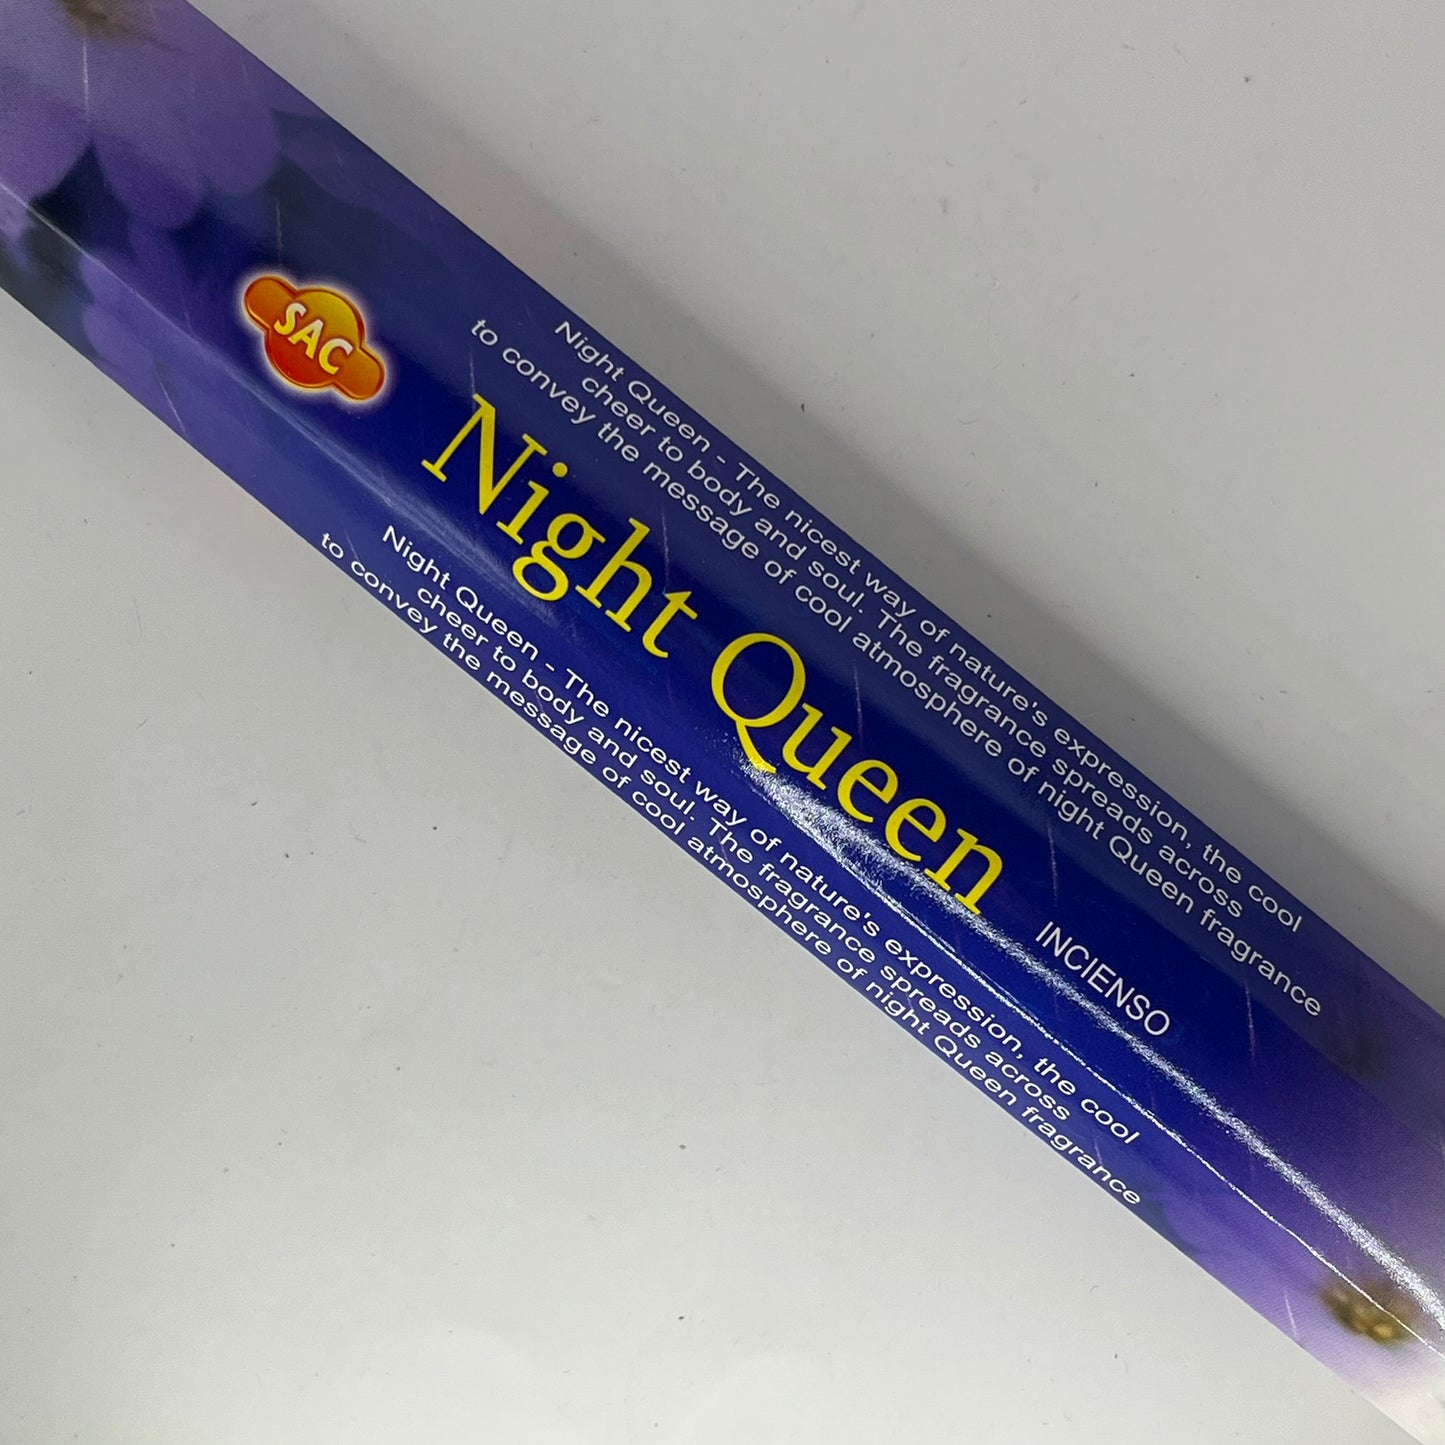 SAC
Night Queen - The nicest way of nature's expression, the cool
cheer to body and soul. The fragrance spreads across
to convey the message of cool atmosphere of night Queen fragrance
Night Queen
INCIENSO
Night Queen - The nicest way of nature's expression, the cool
cheer to body and soul. The fragrance spreads across
to convey the message of cool atmosphere of night Queen fragrance